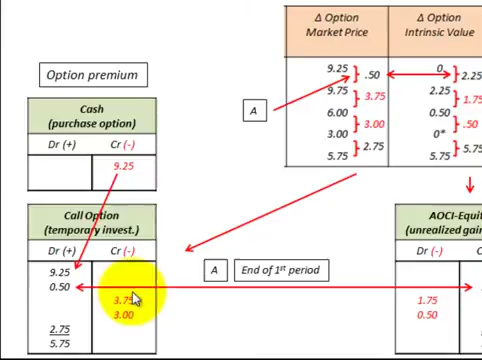 Δ Option
Market Price
Δ Option
Intrinsic Value
9.25
9.75
6.00
3.00
5.75
.50
3.75
3.00
2.75
0
2.25
0.50
0*
5.75
2.25
1.75
.50
5.75
A
Option premium
Cash
(purchase option)
Dr (+)
Cr (-)
9.25
Call Option
(temporary invest.)
Dr (+)
Cr (-)
9.25
0.50
3.75
3.00
2.75
5.75
A
End of 1st period
AOCI-Equit
(unrealized gain
Dr (-)
1.75
0.50